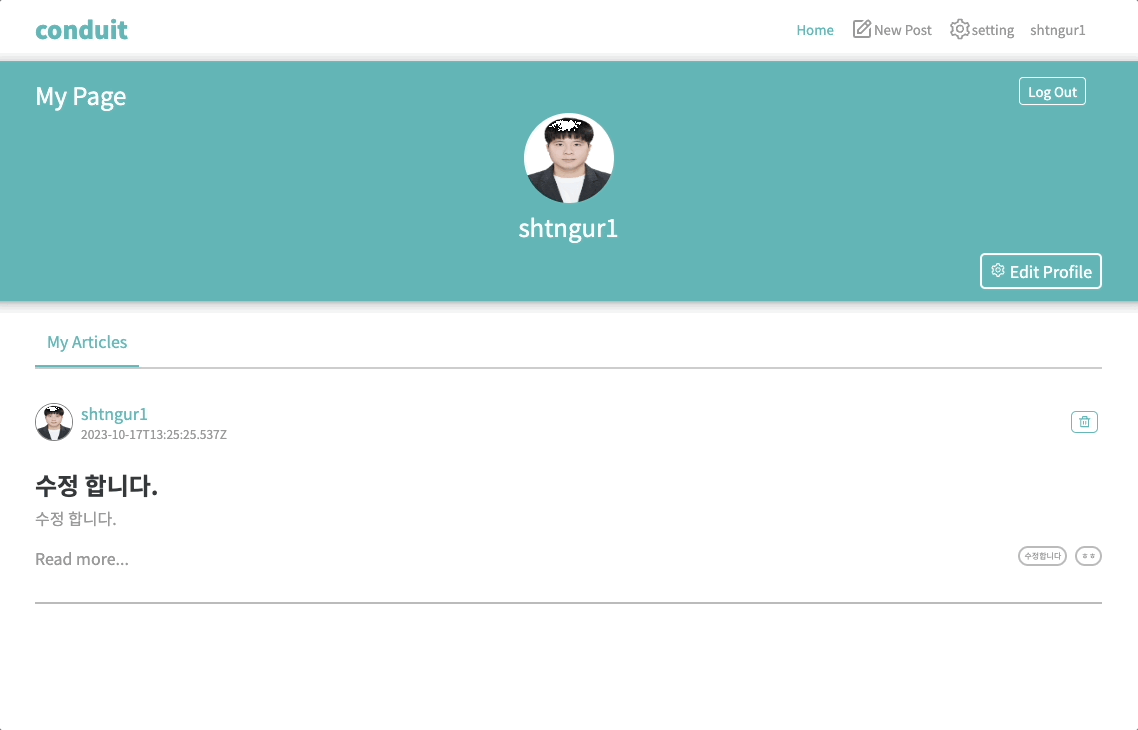 conduit
Home New Post setting shtngur1
My Page
Log Out
shtngur1
Edit Profile
My Articles
shtngur1
2023-10-17T13:25:25.537Z
수정 합니다.
수정 합니다.
Read more...
수정합니다
ㅎㅎ